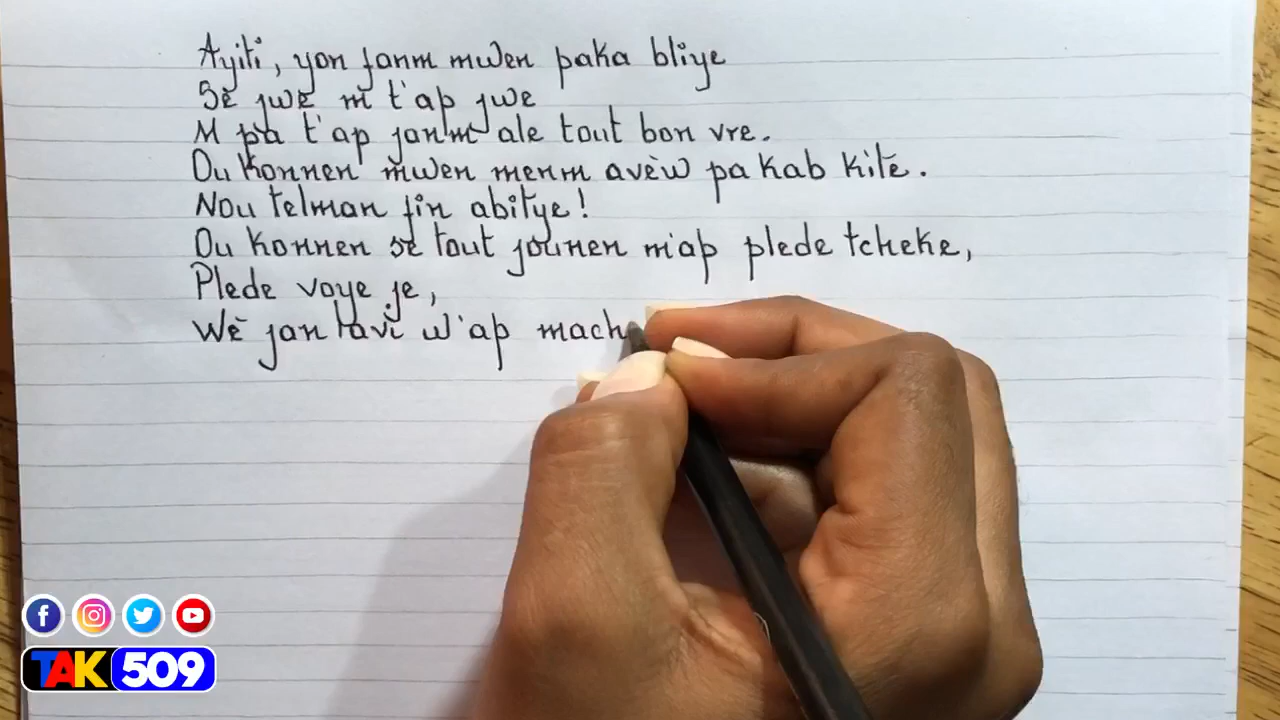 Ayiti, yon fanm mwen paka bliye
Sè jwe m t'ap jwe
M pa t'ap janm ale tout bon vre.
Ou konnen mwen menm avèw pa kab kite.
Nou telman fin abitye!
Ou konnen se tout jounen m'ap plede tcheke,
Plede voye je,
Wè jan lavi w'ap mach
TAK 509